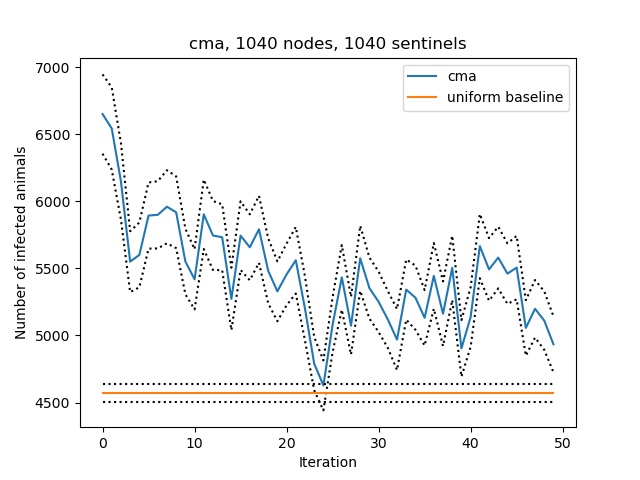 cma, 1040 nodes, 1040 sentinels
7000
6500
6000
5500
5000
4500
Number of infected animals
cma
uniform baseline
0
10
20
30
40
50
Iteration